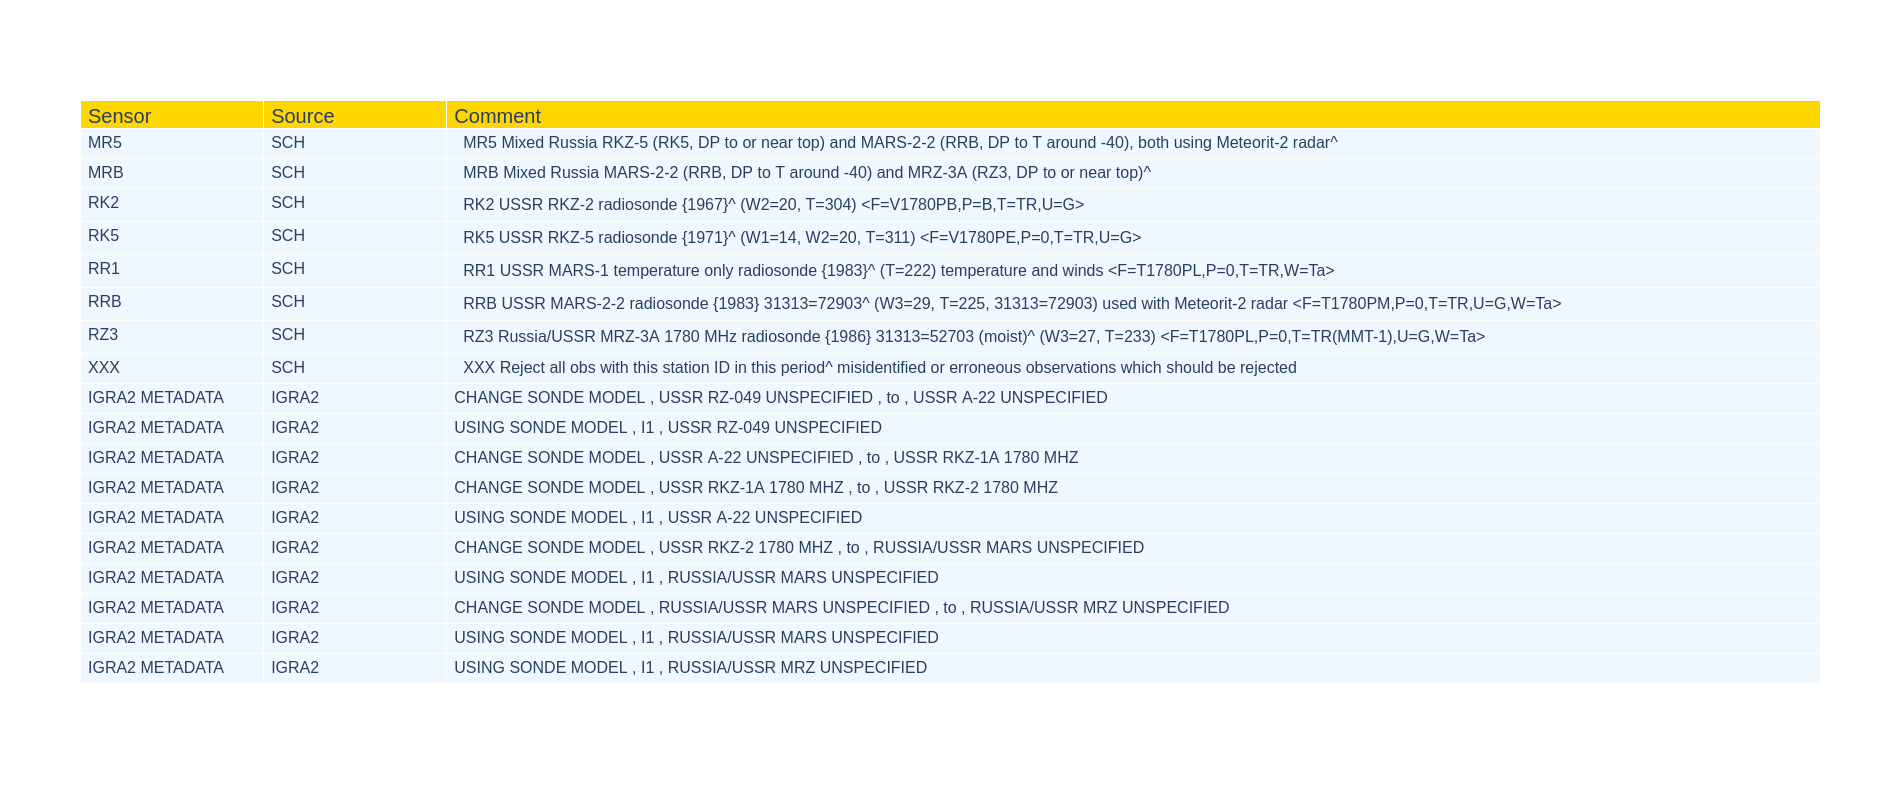 Sensor Source Comment
MR5 SCH MR5 Mixed Russia RKZ-5 (RK5, DP to or near top) and MARS-2-2 (RRB, DP to T around -40), both using Meteorit-2 radar^
MRB SCH MRB Mixed Russia MARS-2-2 (RRB, DP to T around -40) and MRZ-3A (RZ3, DP to or near top)^
RK2 SCH RK2 USSR RKZ-2 radiosonde {1967}^ (W2=20, T=304) <F=V1780PB,P=B,T=TR,U=G>
RK5 SCH RK5 USSR RKZ-5 radiosonde {1971}^ (W1=14, W2=20, T=311) <F=V1780PE,P=0,T=TR,U=G>
RR1 SCH RR1 USSR MARS-1 temperature only radiosonde {1983}^ (T=222) temperature and winds <F=T1780PL,P=0,T=TR,W=Ta>
RRB SCH RRB USSR MARS-2-2 radiosonde {1983} 31313=72903^ (W3=29, T=225, 31313=72903) used with Meteorit-2 radar <F=T1780PM,P=0,T=TR,U=G,W=Ta>
RZ3 SCH RZ3 Russia/USSR MRZ-3A 1780 MHz radiosonde {1986} 31313=52703 (moist)^ (W3=27, T=233) <F=T1780PL,P=0,T=TR(MMT-1),U=G,W=Ta>
XXX SCH XXX Reject all obs with this station ID in this period^ misidentified or erroneous observations which should be rejected
IGRA2 METADATA IGRA2 CHANGE SONDE MODEL , USSR RZ-049 UNSPECIFIED , to , USSR A-22 UNSPECIFIED
IGRA2 METADATA IGRA2 USING SONDE MODEL , I1 , USSR RZ-049 UNSPECIFIED
IGRA2 METADATA IGRA2 CHANGE SONDE MODEL , USSR A-22 UNSPECIFIED , to , USSR RKZ-1A 1780 MHZ
IGRA2 METADATA IGRA2 CHANGE SONDE MODEL , USSR RKZ-1A 1780 MHZ , to , USSR RKZ-2 1780 MHZ
IGRA2 METADATA IGRA2 USING SONDE MODEL , I1 , USSR A-22 UNSPECIFIED
IGRA2 METADATA IGRA2 CHANGE SONDE MODEL , USSR RKZ-2 1780 MHZ , to , RUSSIA/USSR MARS UNSPECIFIED
IGRA2 METADATA IGRA2 USING SONDE MODEL , I1 , RUSSIA/USSR MARS UNSPECIFIED
IGRA2 METADATA IGRA2 CHANGE SONDE MODEL , RUSSIA/USSR MARS UNSPECIFIED , to , RUSSIA/USSR MRZ UNSPECIFIED
IGRA2 METADATA IGRA2 USING SONDE MODEL , I1 , RUSSIA/USSR MARS UNSPECIFIED
IGRA2 METADATA IGRA2 USING SONDE MODEL , I1 , RUSSIA/USSR MRZ UNSPECIFIED